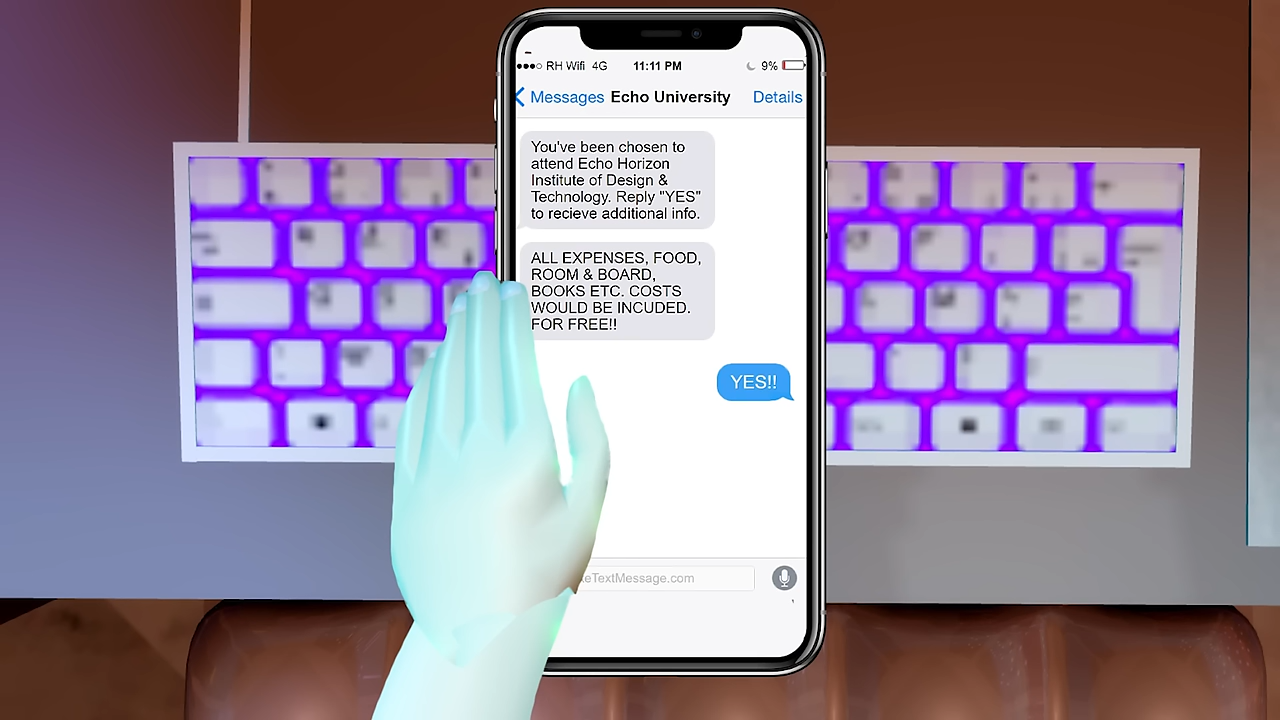 RH Wifi 4G 11:11 PM 9%
Messages Echo University Details
You've been chosen to
attend Echo Horizon
Institute of Design &
Technology. Reply "YES"
to recieve additional info.
ALL EXPENSES, FOOD,
ROOM & BOARD,
BOOKS ETC. COSTS
WOULD BE INCUDED.
FOR FREE!!
YES!!
eTextMessage.com